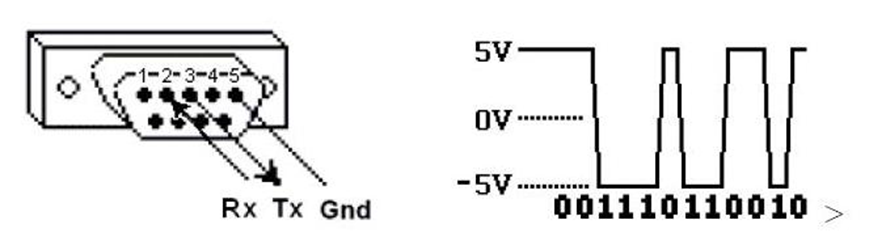 1 2 3 4 5
Rx Tx Gnd
5V
0V
-5V
001110110010 >